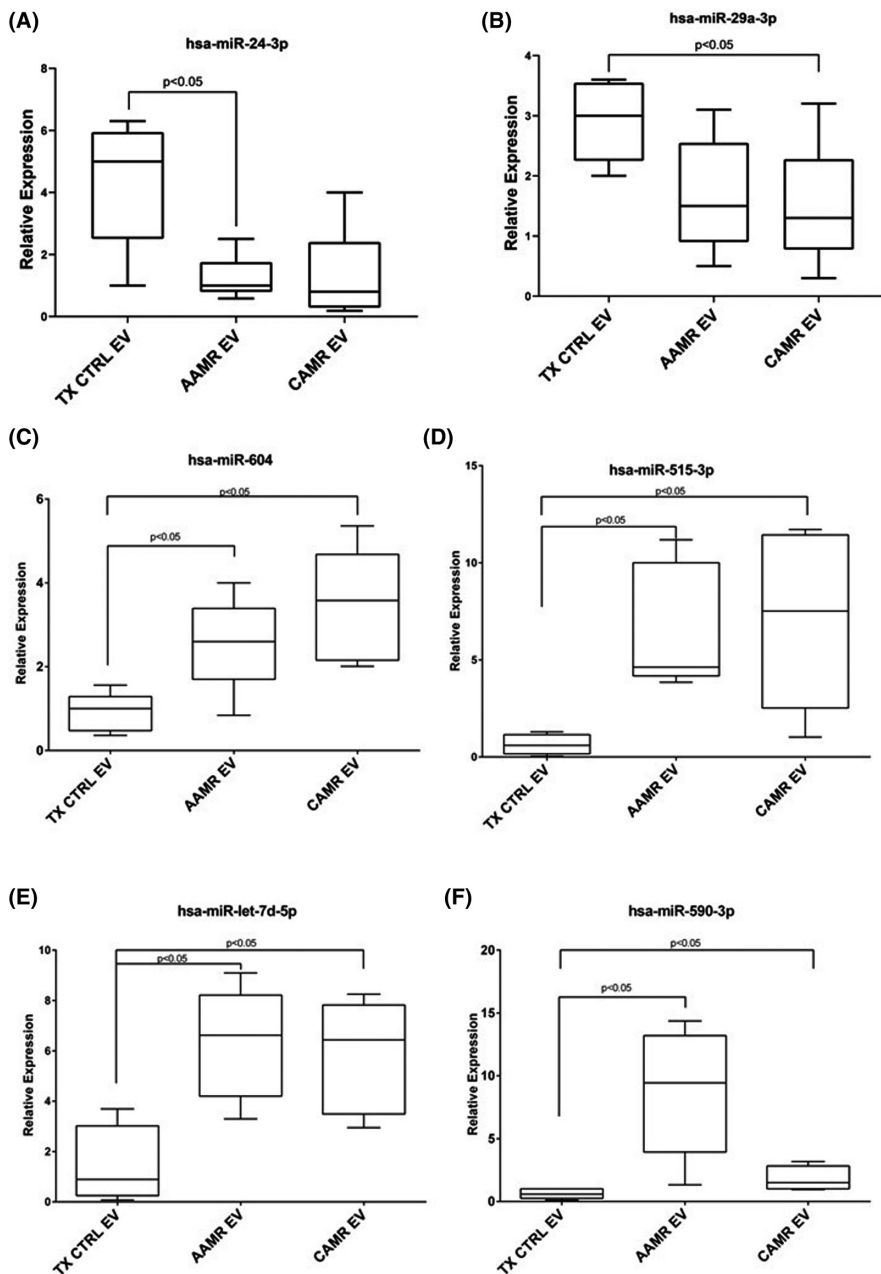 (A)
hsa-miR-24-3p
p<0.05
Relative Expression
8
6
4
2
0
TX CTRL EV
AAMR EV
CAMR EV
(B)
hsa-miR-29a-3p
p<0.05
Relative Expression
4
3
2
1
0
TX CTRL EV
AAMR EV
CAMR EV
(C)
hsa-miR-604
p<0.05
p<0.05
Relative Expression
6
4
2
0
TX CTRL EV
AAMR EV
CAMR EV
(D)
hsa-miR-515-3p
p<0.05
p<0.05
Relative Expression
15
10
5
0
TX CTRL EV
AAMR EV
CAMR EV
(E)
hsa-miR-let-7d-5p
p<0.05
p<0.05
Relative Expression
10
8
6
4
2
0
TX CTRL EV
AAMR EV
CAMR EV
(F)
hsa-miR-590-3p
p<0.05
p<0.05
Relative Expression
20
15
10
5
0
TX CTRL EV
AAMR EV
CAMR EV